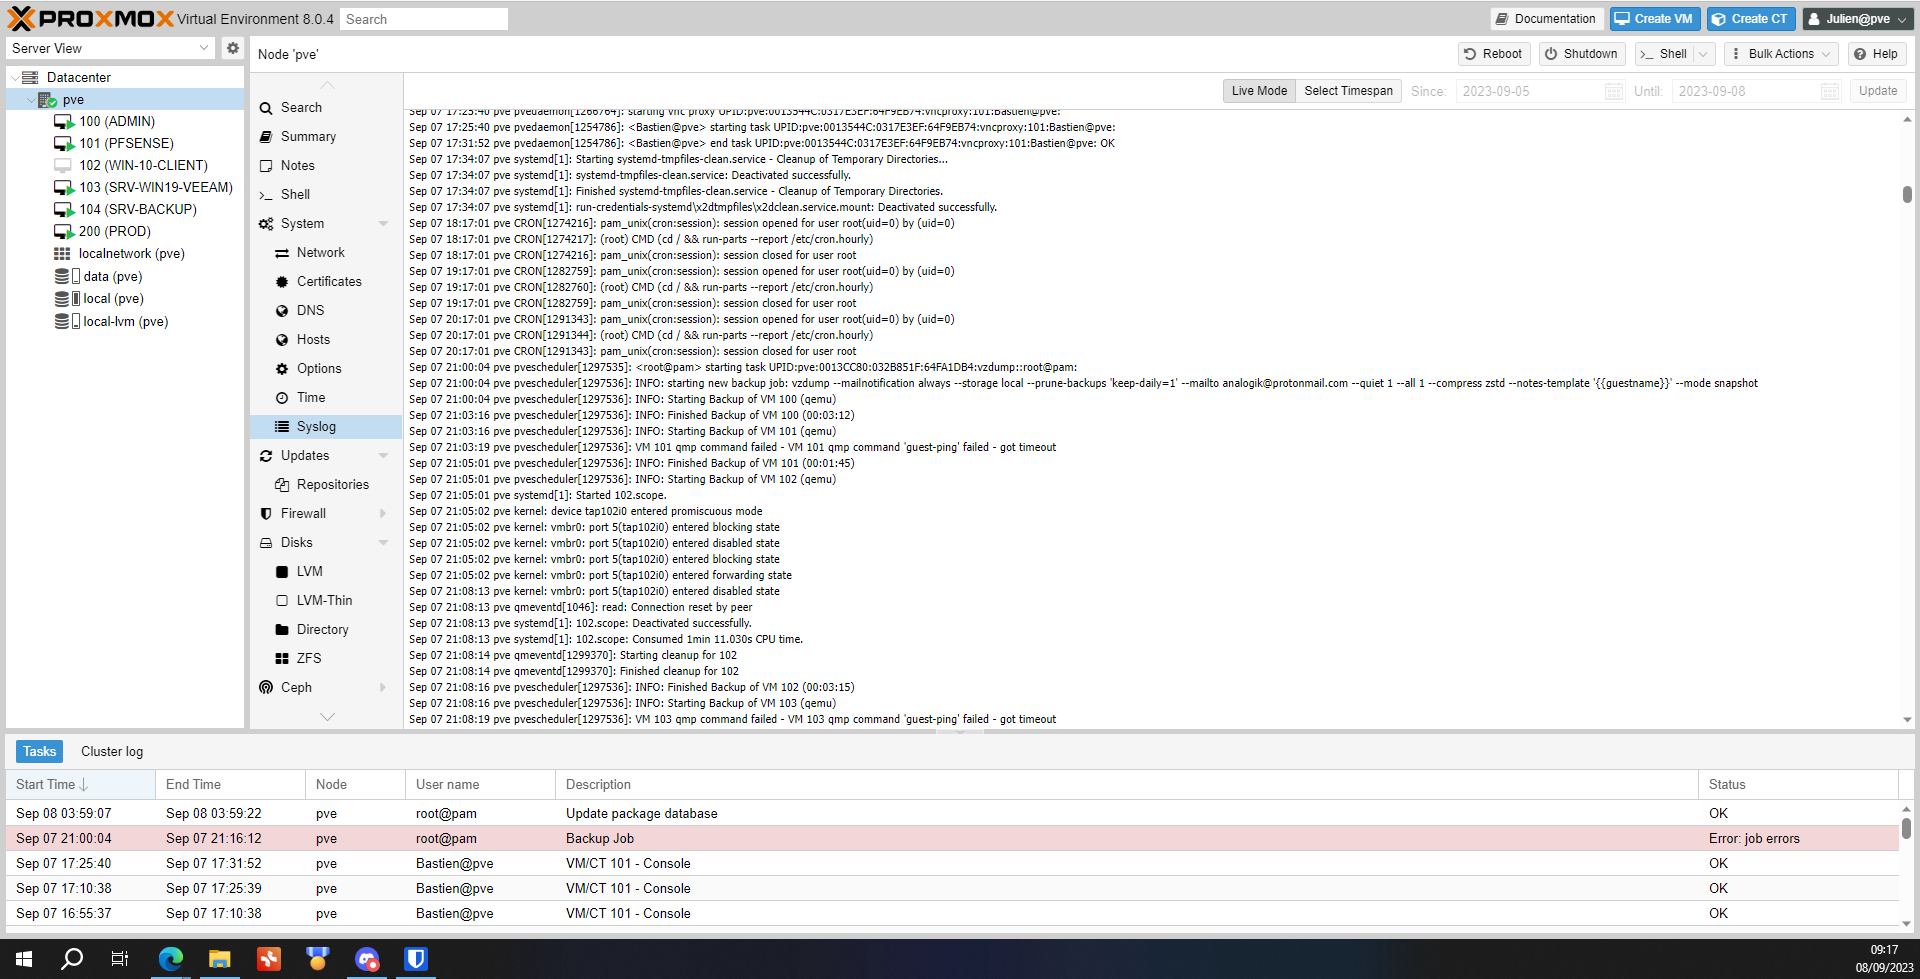 PROXMOX Virtual Environment 8.0.4 Search Documentation Create VM Create CT Julien@pve
Server View
Node 'pve' Reboot Shutdown Shell Bulk Actions Help
Datacenter
pve
100 (ADMIN)
101 (PFSENSE)
102 (WIN-10-CLIENT)
103 (SRV-WIN19-VEEAM)
104 (SRV-BACKUP)
200 (PROD)
localnetwork (pve)
data (pve)
local (pve)
local-lvm (pve)
Search
Summary
Notes
Shell
System
Network
Certificates
DNS
Hosts
Options
Time
Syslog
Updates
Repositories
Firewall
Disks
LVM
LVM-Thin
Directory
ZFS
Ceph
Live Mode Select Timespan Since: 2023-09-05 Until: 2023-09-08 Update
Sep 07 17:25:40 pve pvedaemon[1266764]: starting vnc proxy UPID:pve:0013544C:0317E3EF:64F9EB74:vncproxy:101:Bastien@pve:
Sep 07 17:25:40 pve pvedaemon[1254786]: <Bastien@pve> starting task UPID:pve:0013544C:0317E3EF:64F9EB74:vncproxy:101:Bastien@pve:
Sep 07 17:31:52 pve pvedaemon[1254786]: <Bastien@pve> end task UPID:pve:0013544C:0317E3EF:64F9EB74:vncproxy:101:Bastien@pve: OK
Sep 07 17:34:07 pve systemd[1]: Starting systemd-tmpfiles-clean.service - Cleanup of Temporary Directories...
Sep 07 17:34:07 pve systemd[1]: systemd-tmpfiles-clean.service: Deactivated successfully.
Sep 07 17:34:07 pve systemd[1]: Finished systemd-tmpfiles-clean.service - Cleanup of Temporary Directories.
Sep 07 17:34:07 pve systemd[1]: run-credentials-systemd\x2dtmpfiles\x2dclean.service.mount: Deactivated successfully.
Sep 07 18:17:01 pve CRON[1274216]: pam_unix(cron:session): session opened for user root(uid=0) by (uid=0)
Sep 07 18:17:01 pve CRON[1274217]: (root) CMD (cd / && run-parts --report /etc/cron.hourly)
Sep 07 18:17:01 pve CRON[1274216]: pam_unix(cron:session): session closed for user root
Sep 07 19:17:01 pve CRON[1282759]: pam_unix(cron:session): session opened for user root(uid=0) by (uid=0)
Sep 07 19:17:01 pve CRON[1282760]: (root) CMD (cd / && run-parts --report /etc/cron.hourly)
Sep 07 19:17:01 pve CRON[1282759]: pam_unix(cron:session): session closed for user root
Sep 07 20:17:01 pve CRON[1291343]: pam_unix(cron:session): session opened for user root(uid=0) by (uid=0)
Sep 07 20:17:01 pve CRON[1291344]: (root) CMD (cd / && run-parts --report /etc/cron.hourly)
Sep 07 20:17:01 pve CRON[1291343]: pam_unix(cron:session): session closed for user root
Sep 07 21:00:04 pve pvescheduler[1297535]: <root@pam> starting task UPID:pve:0013CC80:032B851F:64FA1DB4:vzdump::root@pam:
Sep 07 21:00:04 pve pvescheduler[1297536]: INFO: starting new backup job: vzdump --mailnotification always --storage local --prune-backups 'keep-daily=1' --mailto analogik@protonmail.com --quiet 1 --all 1 --compress zstd --notes-template '{{guestname}}' --mode snapshot
Sep 07 21:00:04 pve pvescheduler[1297536]: INFO: Starting Backup of VM 100 (qemu)
Sep 07 21:03:16 pve pvescheduler[1297536]: INFO: Finished Backup of VM 100 (00:03:12)
Sep 07 21:03:16 pve pvescheduler[1297536]: INFO: Starting Backup of VM 101 (qemu)
Sep 07 21:03:19 pve pvescheduler[1297536]: VM 101 qmp command failed - VM 101 qmp command 'guest-ping' failed - got timeout
Sep 07 21:05:01 pve pvescheduler[1297536]: INFO: Finished Backup of VM 101 (00:01:45)
Sep 07 21:05:01 pve pvescheduler[1297536]: INFO: Starting Backup of VM 102 (qemu)
Sep 07 21:05:01 pve systemd[1]: Started 102.scope.
Sep 07 21:05:02 pve kernel: device tap102i0 entered promiscuous mode
Sep 07 21:05:02 pve kernel: vmbr0: port 5(tap102i0) entered blocking state
Sep 07 21:05:02 pve kernel: vmbr0: port 5(tap102i0) entered disabled state
Sep 07 21:05:02 pve kernel: vmbr0: port 5(tap102i0) entered blocking state
Sep 07 21:05:02 pve kernel: vmbr0: port 5(tap102i0) entered forwarding state
Sep 07 21:08:13 pve kernel: vmbr0: port 5(tap102i0) entered disabled state
Sep 07 21:08:13 pve qmeventd[1046]: read: Connection reset by peer
Sep 07 21:08:13 pve systemd[1]: 102.scope: Deactivated successfully.
Sep 07 21:08:13 pve systemd[1]: 102.scope: Consumed 1min 11.030s CPU time.
Sep 07 21:08:14 pve qmeventd[1299370]: Starting cleanup for 102
Sep 07 21:08:14 pve qmeventd[1299370]: Finished cleanup for 102
Sep 07 21:08:16 pve pvescheduler[1297536]: INFO: Finished Backup of VM 102 (00:03:15)
Sep 07 21:08:16 pve pvescheduler[1297536]: INFO: Starting Backup of VM 103 (qemu)
Sep 07 21:08:19 pve pvescheduler[1297536]: VM 103 qmp command failed - VM 103 qmp command 'guest-ping' failed - got timeout
Tasks Cluster log
Start Time End Time Node User name Description Status
Sep 08 03:59:07 Sep 08 03:59:22 pve root@pam Update package database OK
Sep 07 21:00:04 Sep 07 21:16:12 pve root@pam Backup Job Error: job errors
Sep 07 17:25:40 Sep 07 17:31:52 pve Bastien@pve VM/CT 101 - Console OK
Sep 07 17:10:38 Sep 07 17:25:39 pve Bastien@pve VM/CT 101 - Console OK
Sep 07 16:55:37 Sep 07 17:10:38 pve Bastien@pve VM/CT 101 - Console OK
09:17
08/09/2023